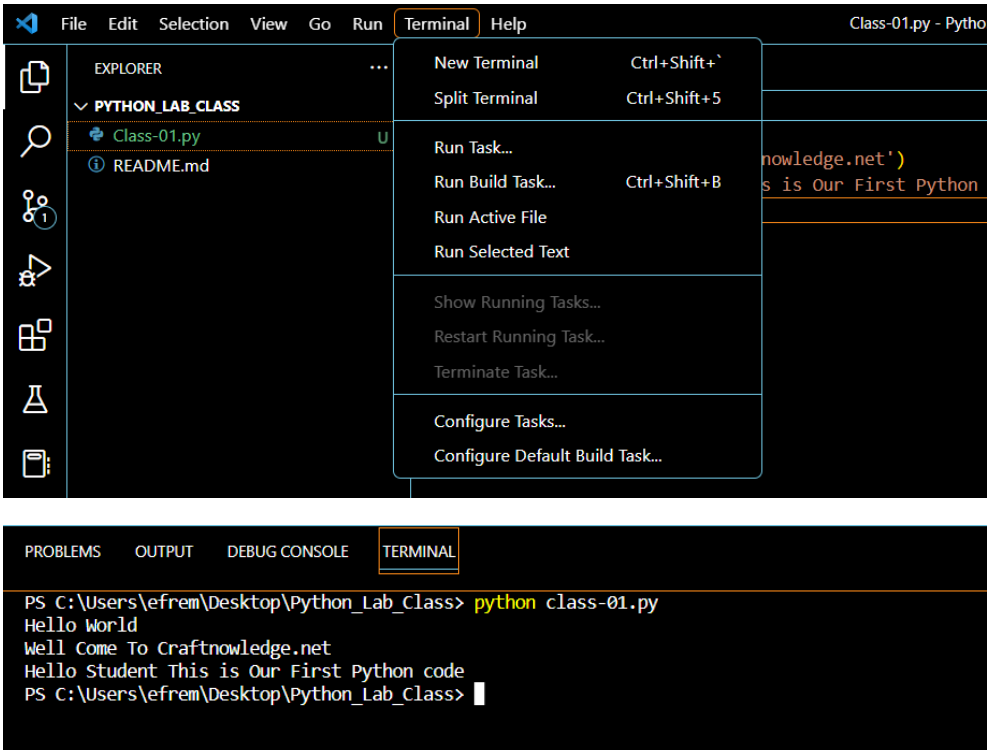 File Edit Selection View Go Run Terminal Help Class-01.py - Pytho
EXPLORER ...
PYTHON_LAB_CLASS
Class-01.py U
README.md
1
New Terminal Ctrl+Shift+`
Split Terminal Ctrl+Shift+5
Run Task...
Run Build Task... Ctrl+Shift+B
Run Active File
Run Selected Text
Show Running Tasks...
Restart Running Task...
Terminate Task...
Configure Tasks...
Configure Default Build Task...
nowledge.net')
s is Our First Python
PROBLEMS OUTPUT DEBUG CONSOLE TERMINAL
PS C:\Users\efrem\Desktop\Python_Lab_Class> python class-01.py
Hello World
Well Come To Craftnowledge.net
Hello Student This is Our First Python code
PS C:\Users\efrem\Desktop\Python_Lab_Class>